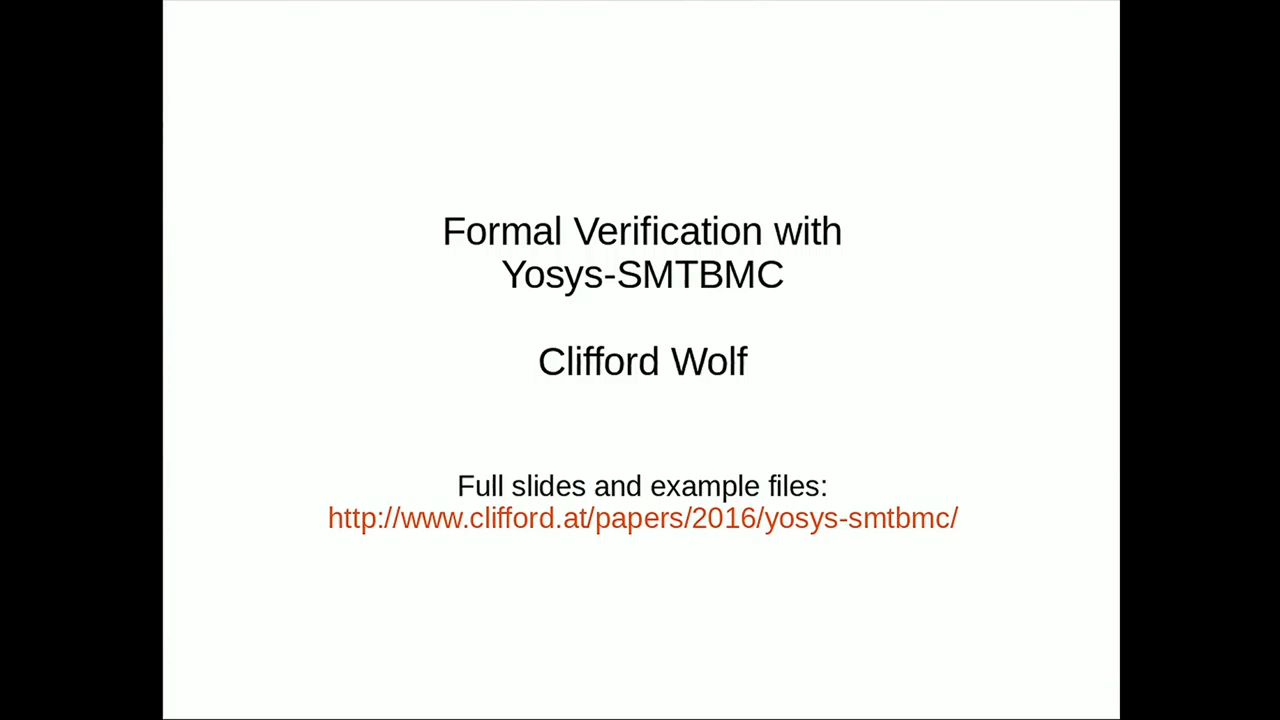 Formal Verification with
Yosys-SMTBMC
Clifford Wolf
Full slides and example files:
http://www.clifford.at/papers/2016/yosys-smtbmc/